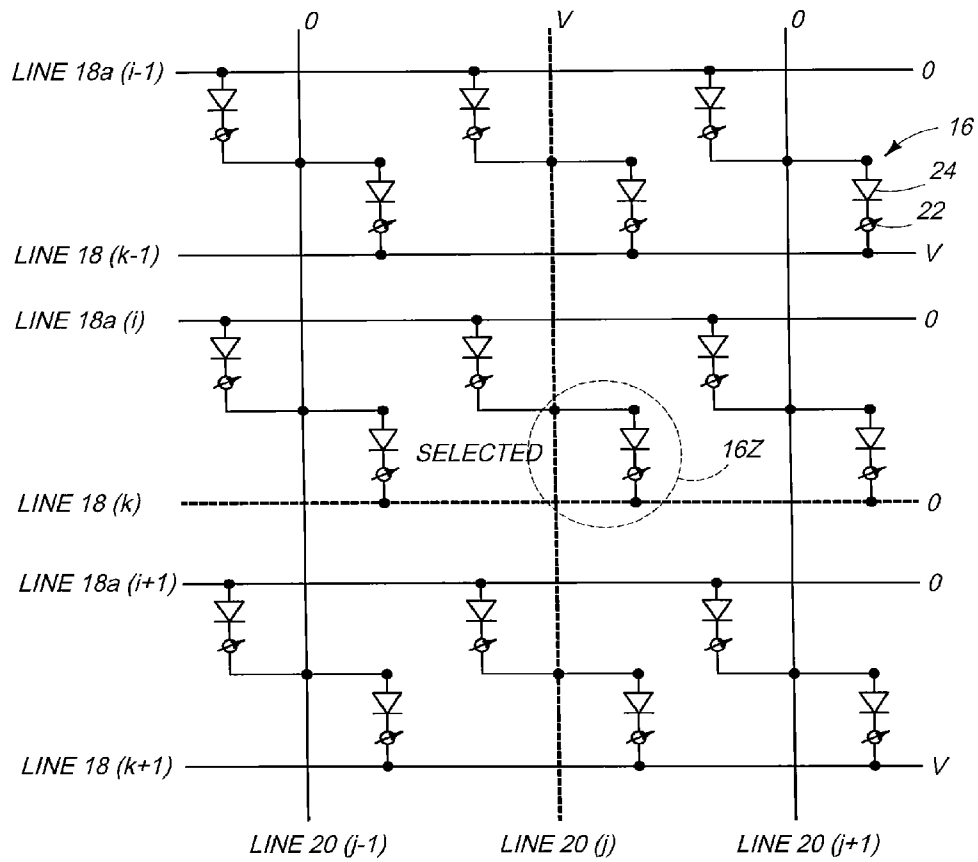 0 V 0
LINE 18a (i-1) 0
16
24
22
LINE 18 (k-1) V
LINE 18a (i) 0
SELECTED 16Z
LINE 18 (k) 0
LINE 18a (i+1) 0
LINE 18 (k+1) V
LINE 20 (j-1) LINE 20 (j) LINE 20 (j+1)